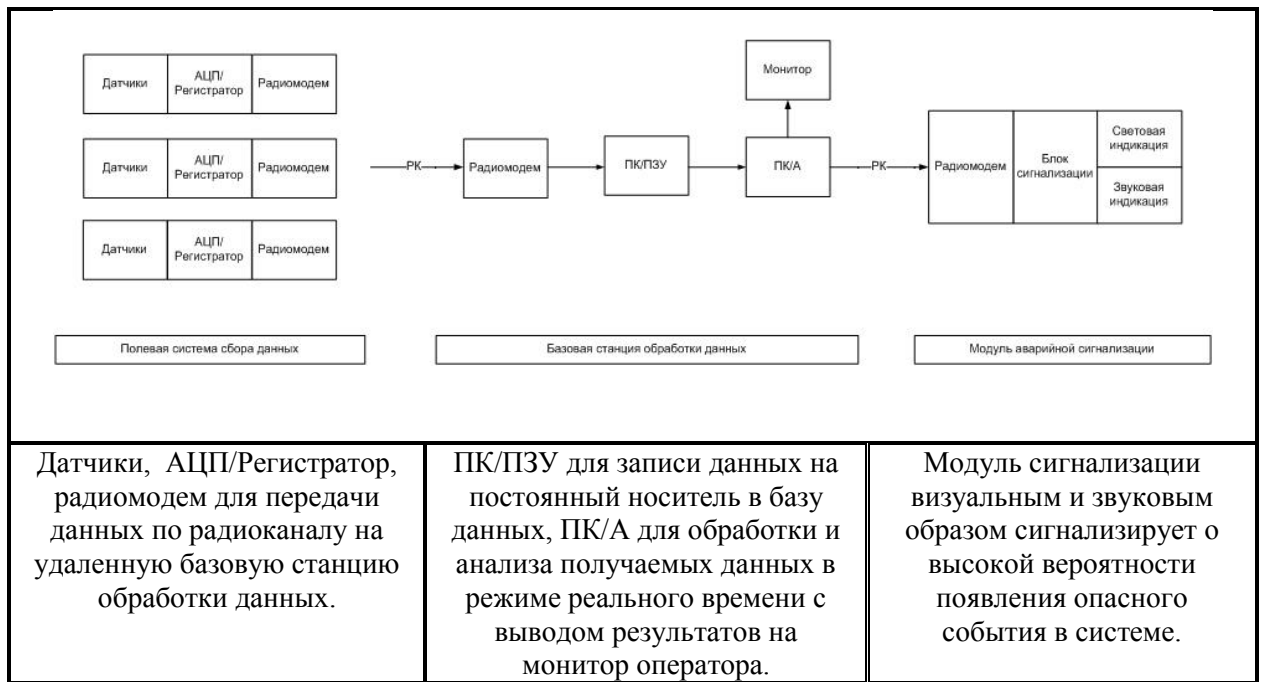 Датчики
АЦП/
Регистратор
Радиомодем
Датчики
АЦП/
Регистратор
Радиомодем
Датчики
АЦП/
Регистратор
Радиомодем
РК
Радиомодем
ПК/ПЗУ
ПК/А
Монитор
РК
Радиомодем
Блок
сигнализации
Световая
индикация
Звуковая
индикация
Полевая система сбора данных
Базовая станция обработки данных
Модуль аварийной сигнализации
Датчики, АЦП/Регистратор,
радиомодем для передачи
данных по радиоканалу на
удаленную базовую станцию
обработки данных.
ПК/ПЗУ для записи данных на
постоянный носитель в базу
данных, ПК/А для обработки и
анализа получаемых данных в
режиме реального времени с
выводом результатов на
монитор оператора.
Модуль сигнализации
визуальным и звуковым
образом сигнализирует о
высокой вероятности
появления опасного
события в системе.